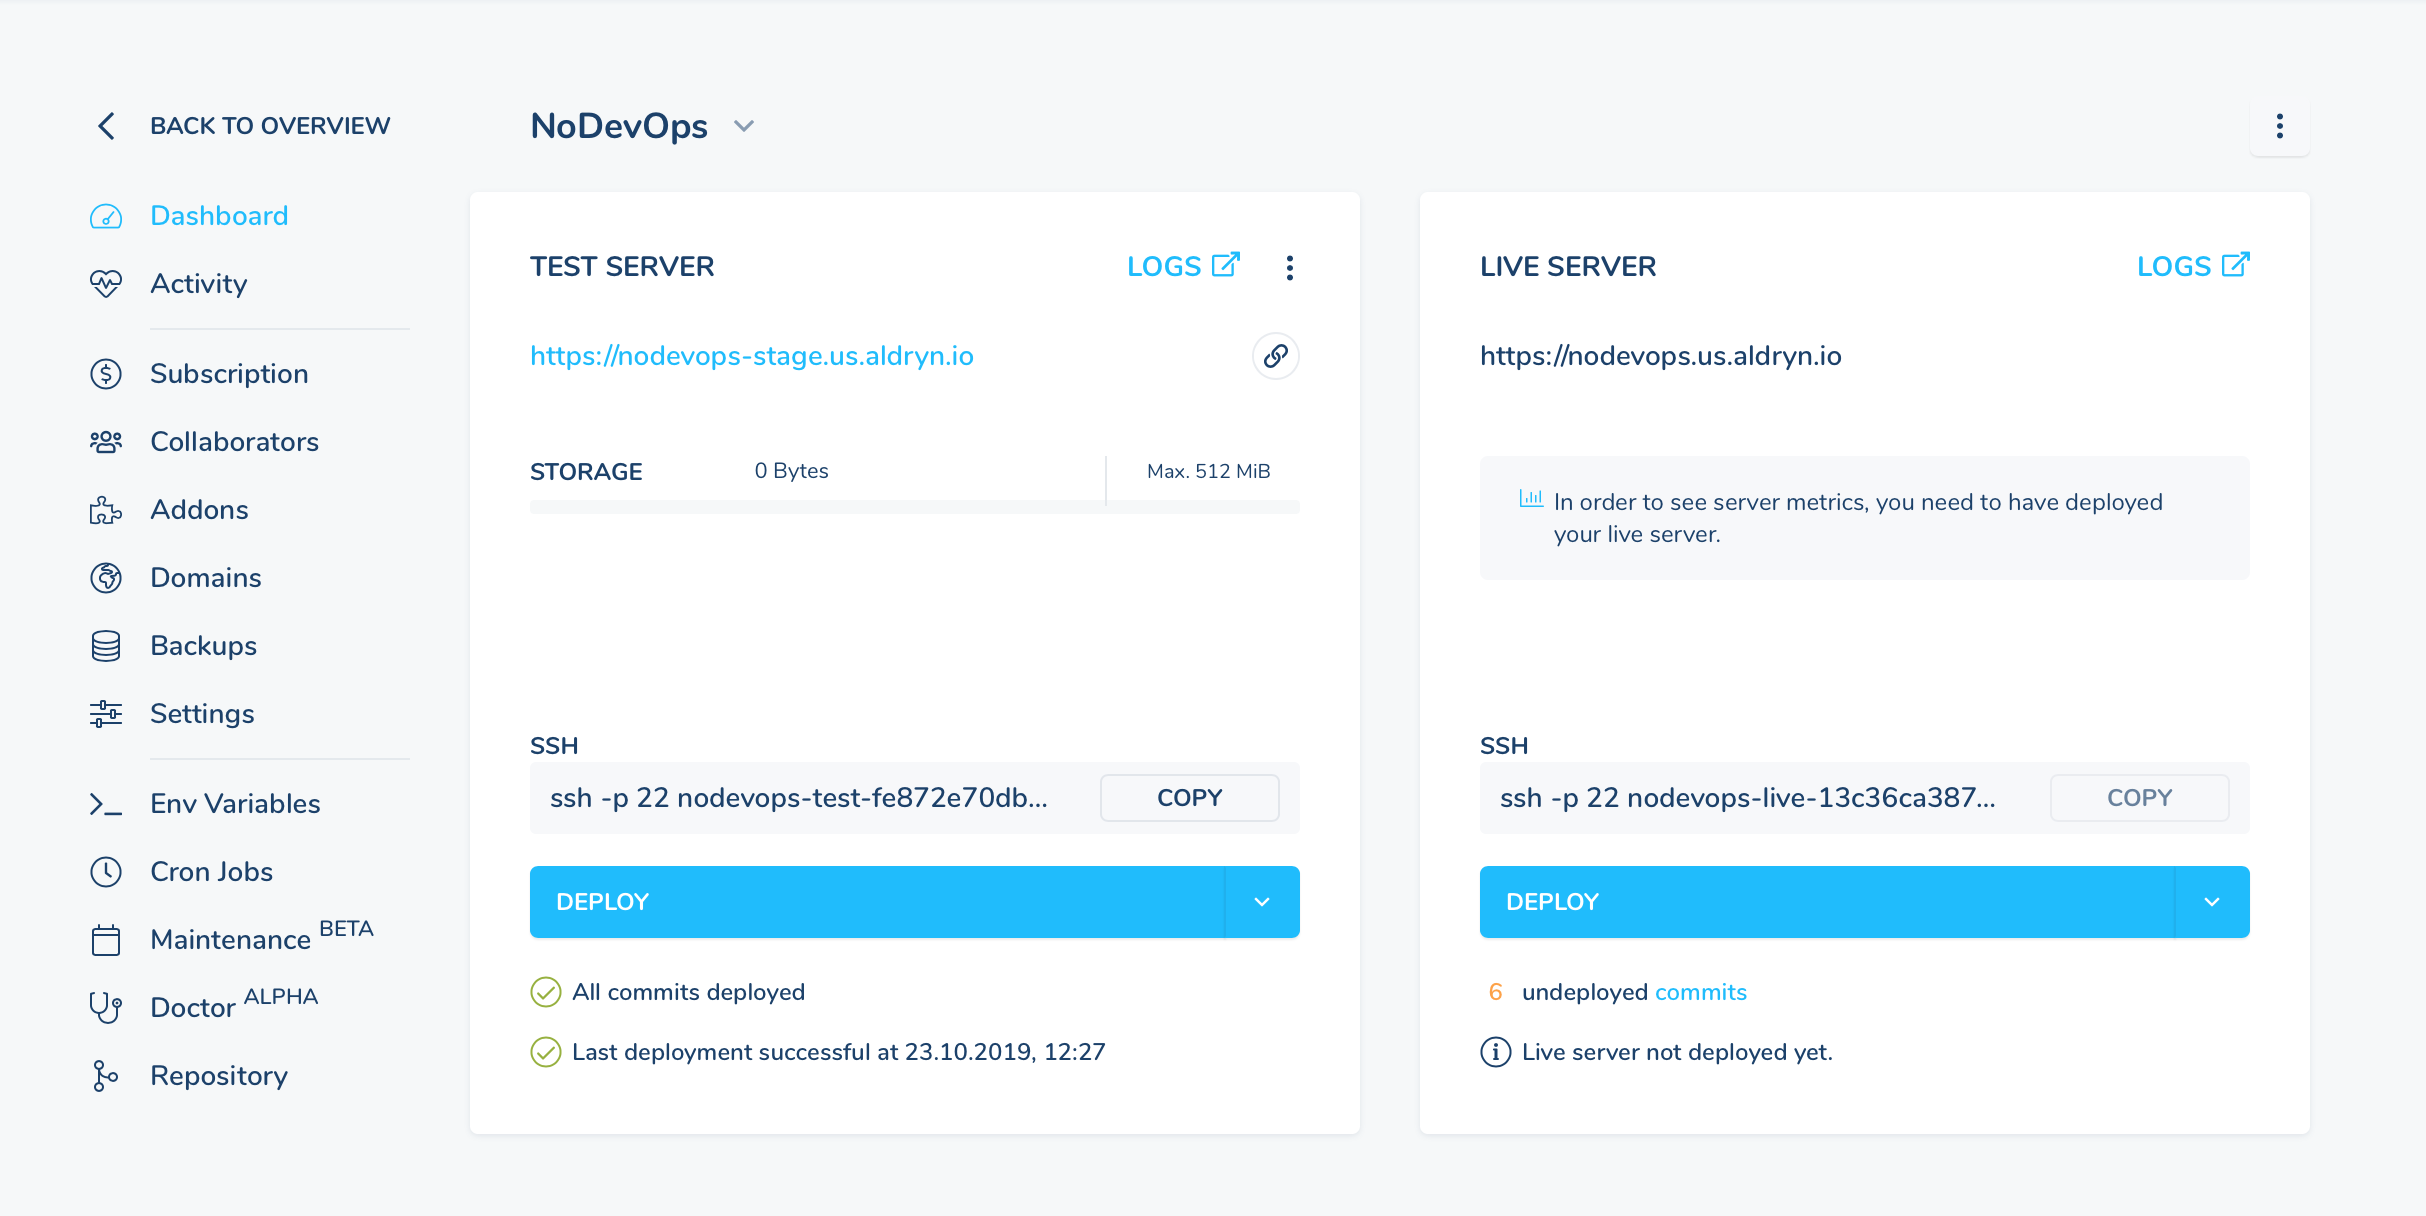 BACK TO OVERVIEW
Dashboard
Activity
Subscription
Collaborators
Addons
Domains
Backups
Settings
Env Variables
Cron Jobs
Maintenance BETA
Doctor ALPHA
Repository
NoDevOps
TEST SERVER
LOGS
https://nodevops-stage.us.aldryn.io
STORAGE 0 Bytes Max. 512 MiB
SSH
ssh -p 22 nodevops-test-fe872e70db... COPY
DEPLOY
All commits deployed
Last deployment successful at 23.10.2019, 12:27
LIVE SERVER
LOGS
https://nodevops.us.aldryn.io
In order to see server metrics, you need to have deployed
your live server.
SSH
ssh -p 22 nodevops-live-13c36ca387... COPY
DEPLOY
6 undeployed commits
Live server not deployed yet.